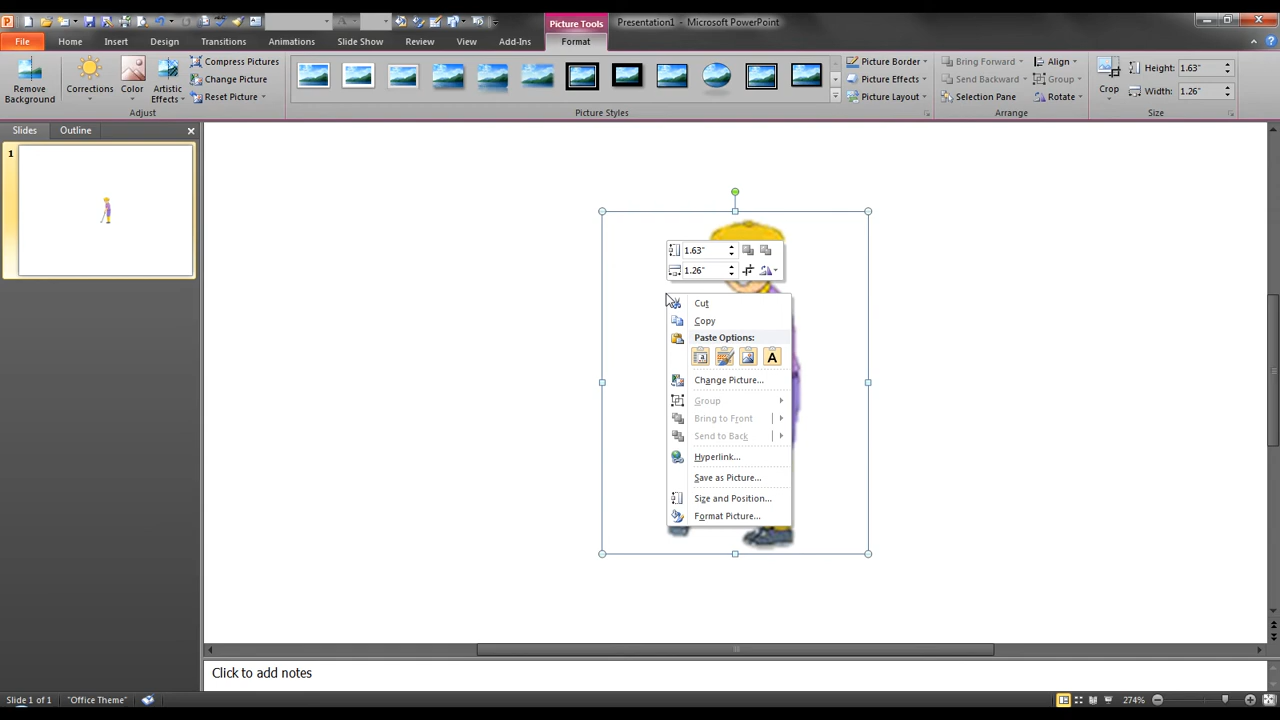 Picture Tools
Presentation1 - Microsoft PowerPoint
File
Home
Insert
Design
Transitions
Animations
Slide Show
Review
View
Add-Ins
Format
Remove Background
Corrections
Color
Artistic Effects
Compress Pictures
Change Picture
Reset Picture
Adjust
Picture Styles
Picture Border
Picture Effects
Picture Layout
Bring Forward
Send Backward
Selection Pane
Align
Group
Rotate
Arrange
Crop
Height: 1.63"
Width: 1.26"
Size
Slides
Outline
1
1.63"
1.26"
Cut
Copy
Paste Options:
Change Picture...
Group
Bring to Front
Send to Back
Hyperlink...
Save as Picture...
Size and Position...
Format Picture...
Click to add notes
Slide 1 of 1
"Office Theme"
274%